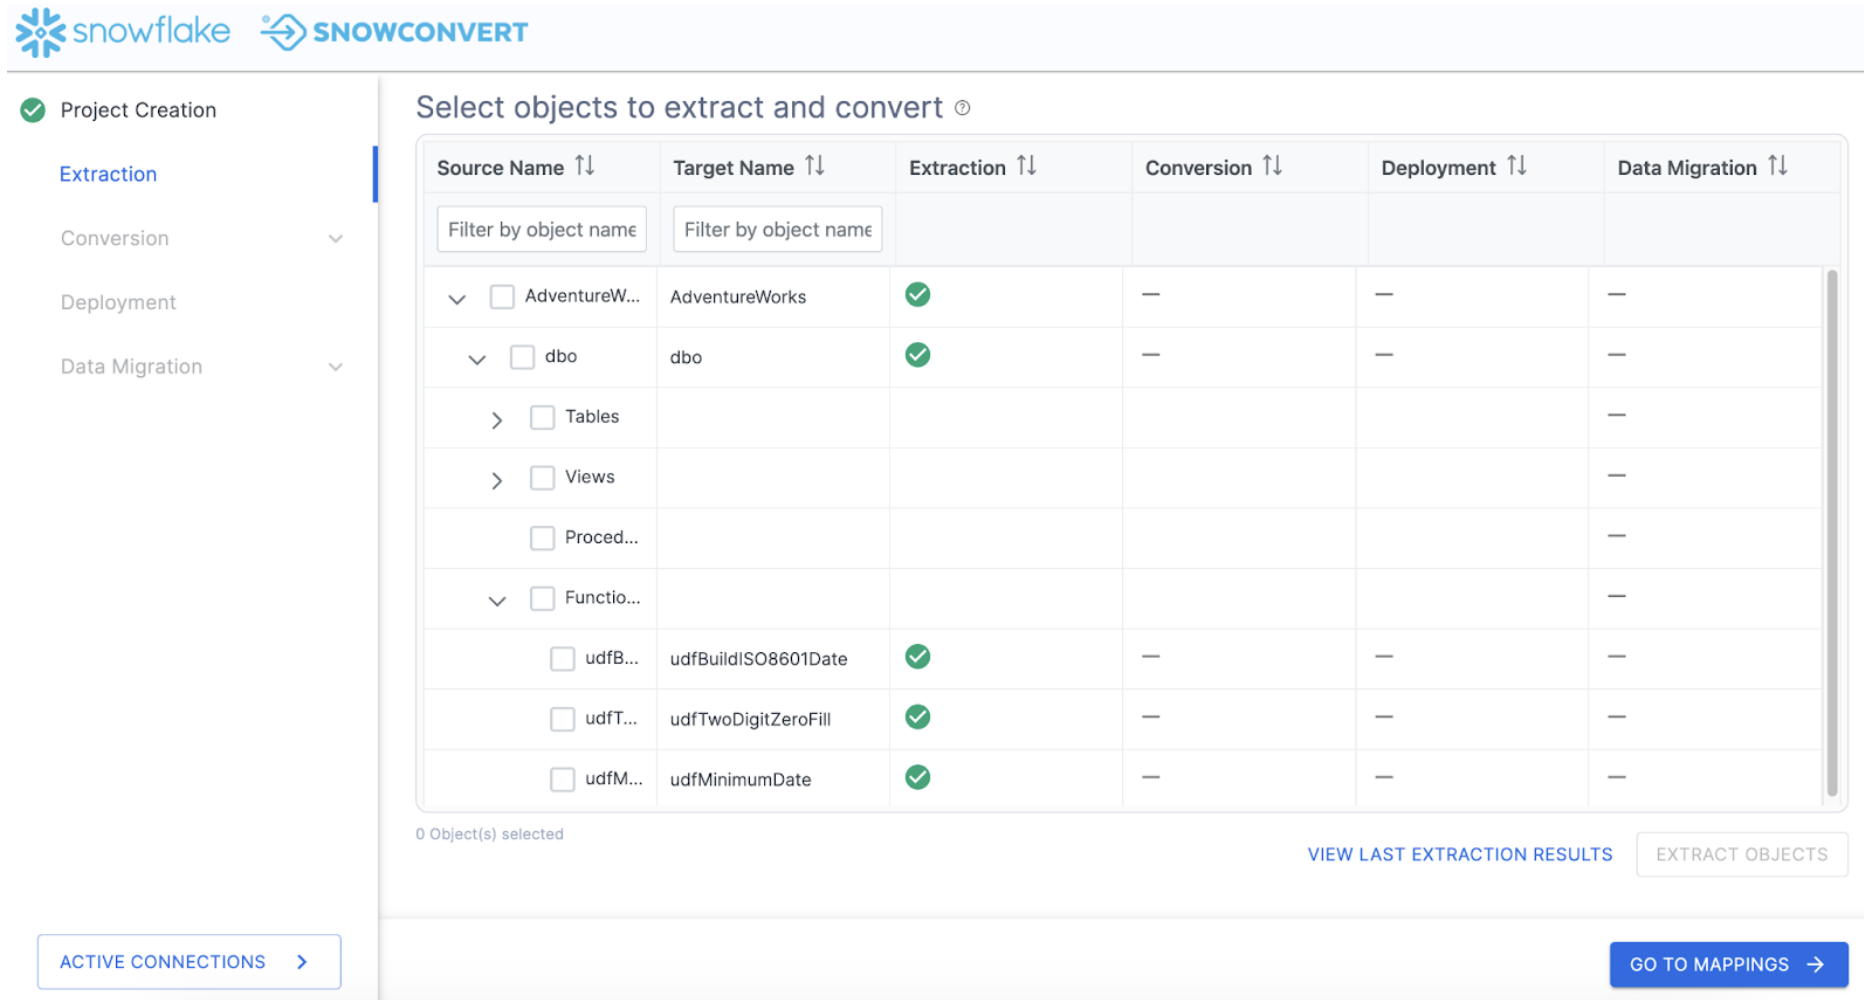 snowflake SNOWCONVERT
Project Creation
Extraction
Conversion
Deployment
Data Migration
Select objects to extract and convert ?
Source Name Target Name Extraction Conversion Deployment Data Migration
Filter by object name Filter by object name
AdventureW... AdventureWorks — — —
dbo dbo — — —
Tables —
Views —
Proced... —
Functio... —
udfB... udfBuildISO8601Date — — —
udfT... udfTwoDigitZeroFill — — —
udfM... udfMinimumDate — — —
0 Object(s) selected
VIEW LAST EXTRACTION RESULTS EXTRACT OBJECTS
ACTIVE CONNECTIONS
GO TO MAPPINGS